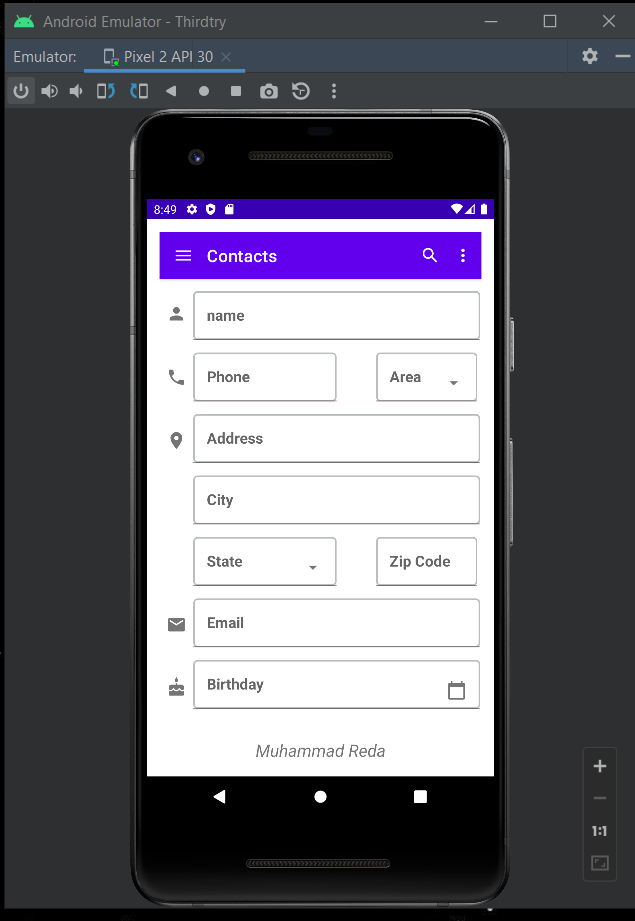 Android Emulator - Thirdtry
Emulator: Pixel 2 API 30
8:49
Contacts
name
Phone Area
Address
City
State Zip Code
Email
Birthday
Muhammad Reda
1:1